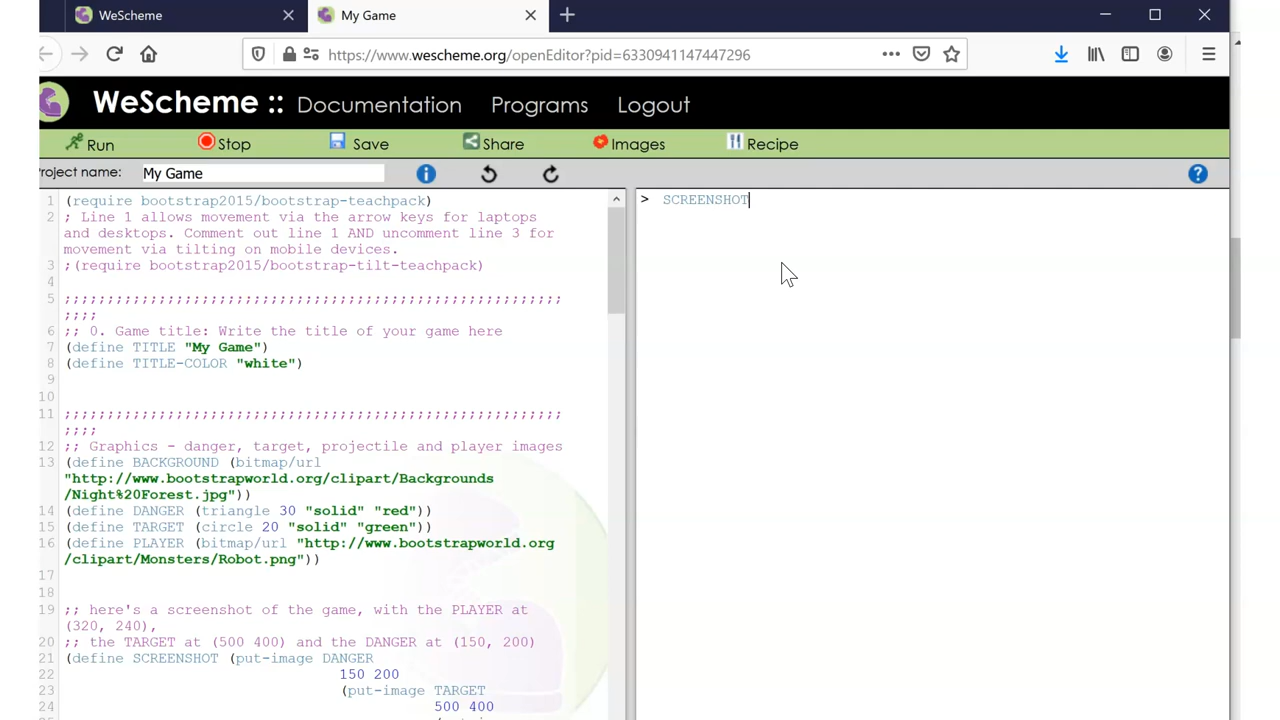 WeScheme
My Game
https://www.wescheme.org/openEditor?pid=6330941147447296
WeScheme :: Documentation Programs Logout
Run Stop Save Share Images Recipe
roject name: My Game
1 (require bootstrap2015/bootstrap-teachpack)
2 ; Line 1 allows movement via the arrow keys for laptops
and desktops. Comment out line 1 AND uncomment line 3 for
movement via tilting on mobile devices.
3 ;(require bootstrap2015/bootstrap-tilt-teachpack)
4
5 ;;;;;;;;;;;;;;;;;;;;;;;;;;;;;;;;;;;;;;;;;;;;;;;;;;;;;;;;;;
;;;;
6 ;; 0. Game title: Write the title of your game here
7 (define TITLE "My Game")
8 (define TITLE-COLOR "white")
9
10
11 ;;;;;;;;;;;;;;;;;;;;;;;;;;;;;;;;;;;;;;;;;;;;;;;;;;;;;;;;;;
;;;;
12 ;; Graphics - danger, target, projectile and player images
13 (define BACKGROUND (bitmap/url
"http://www.bootstrapworld.org/clipart/Backgrounds
/Night%20Forest.jpg"))
14 (define DANGER (triangle 30 "solid" "red"))
15 (define TARGET (circle 20 "solid" "green"))
16 (define PLAYER (bitmap/url "http://www.bootstrapworld.org
/clipart/Monsters/Robot.png"))
17
18
19 ;; here's a screenshot of the game, with the PLAYER at
(320, 240),
20 ;; the TARGET at (500 400) and the DANGER at (150, 200)
21 (define SCREENSHOT (put-image DANGER
22 150 200
23 (put-image TARGET
24 500 400
> SCREENSHOT